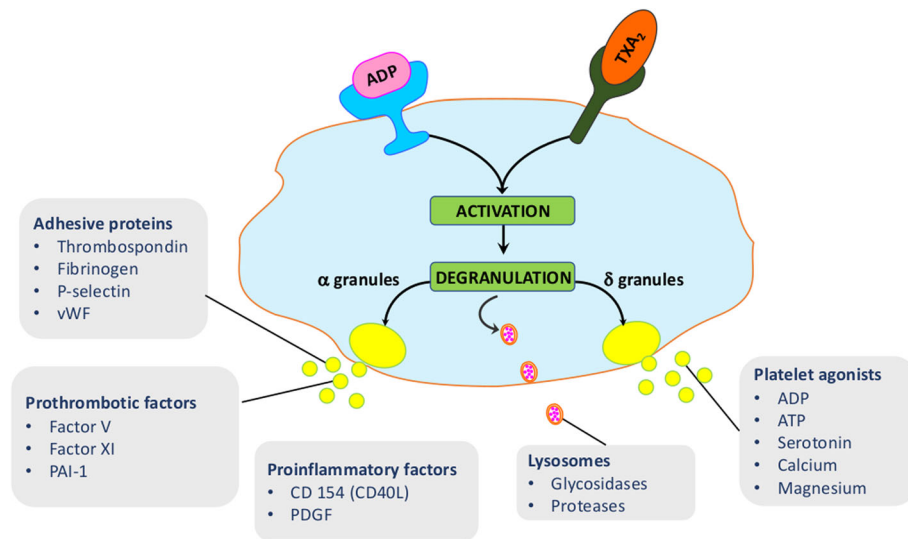 ADP
TXA₂
ACTIVATION
DEGRANULATION
α granules
δ granules
Adhesive proteins
• Thrombospondin
• Fibrinogen
• P-selectin
• vWF
Prothrombotic factors
• Factor V
• Factor XI
• PAI-1
Proinflammatory factors
• CD 154 (CD40L)
• PDGF
Lysosomes
• Glycosidases
• Proteases
Platelet agonists
• ADP
• ATP
• Serotonin
• Calcium
• Magnesium